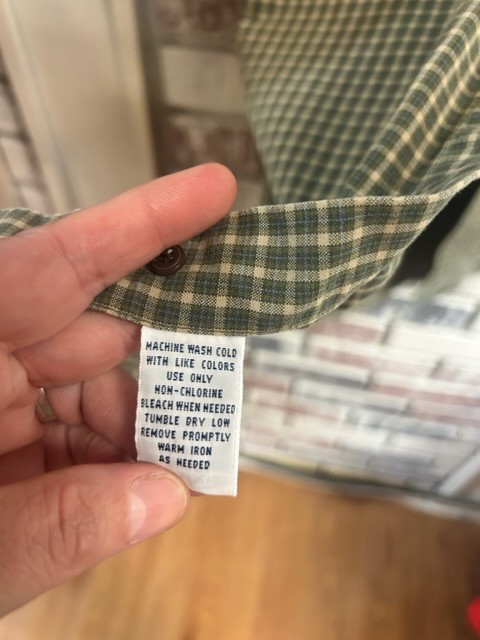 MACHINE WASH COLD
WITH LIKE COLORS
USE ONLY
NON-CHLORINE
BLEACH WHEN NEEDED
TUMBLE DRY LOW
REMOVE PROMPTLY
WARM IRON
AS NEEDED